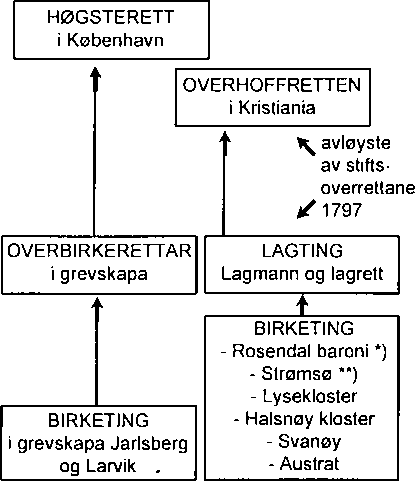 HØGSTERETT
i København
OVERHOFFRETTEN
i Kristiania
avløyste
av stifts-
overrettane
1797
OVERBIRKERETTAR
i grevskapa
LAGTING
Lagmann og lagrett
BIRKETING
- Rosendal baroni *)
- Strømsø **)
- Lysekloster
- Halsnøy kloster
- Svanøy
- Austrat
BIRKETING
i grevskapa Jarlsberg
og Larvik